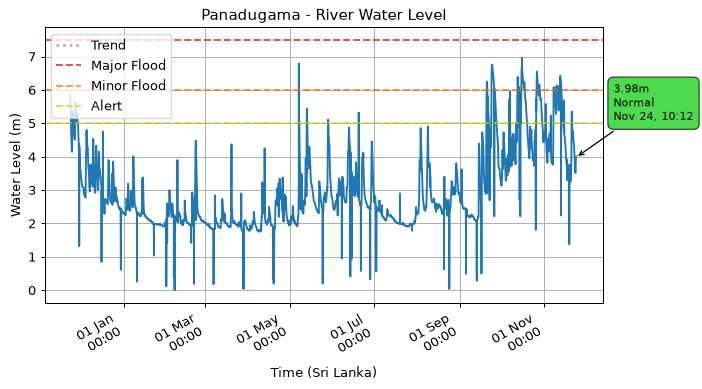 Panadugama - River Water Level
Trend
Major Flood
Minor Flood
Alert
3.98m
Normal
Nov 24, 10:12
Water Level (m)
7
6
5
4
3
2
1
0
01 Jan
00:00
01 Mar
00:00
01 May
00:00
01 Jul
00:00
01 Sep
00:00
01 Nov
00:00
Time (Sri Lanka)